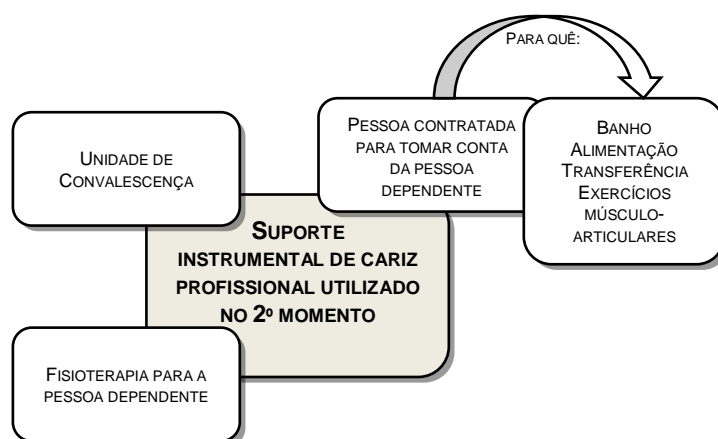 PARA QUÊ:
UNIDADE DE
CONVALESCENÇA
PESSOA CONTRATADA
PARA TOMAR CONTA
DA PESSOA
DEPENDENTE
BANHO
ALIMENTAÇÃO
TRANSFERÊNCIA
EXERCÍCIOS
MÚSCULO-
ARTICULARES
SUPORTE
INSTRUMENTAL DE CARIZ
PROFISSIONAL UTILIZADO
NO 2º MOMENTO
FISIOTERAPIA PARA A
PESSOA DEPENDENTE